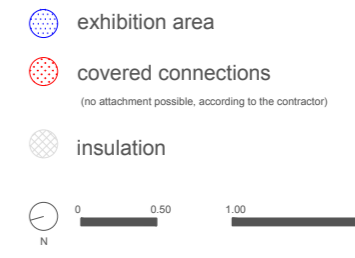 exhibition area
covered connections
(no attachment possible, according to the contractor)
insulation
0 0.50 1.00
N